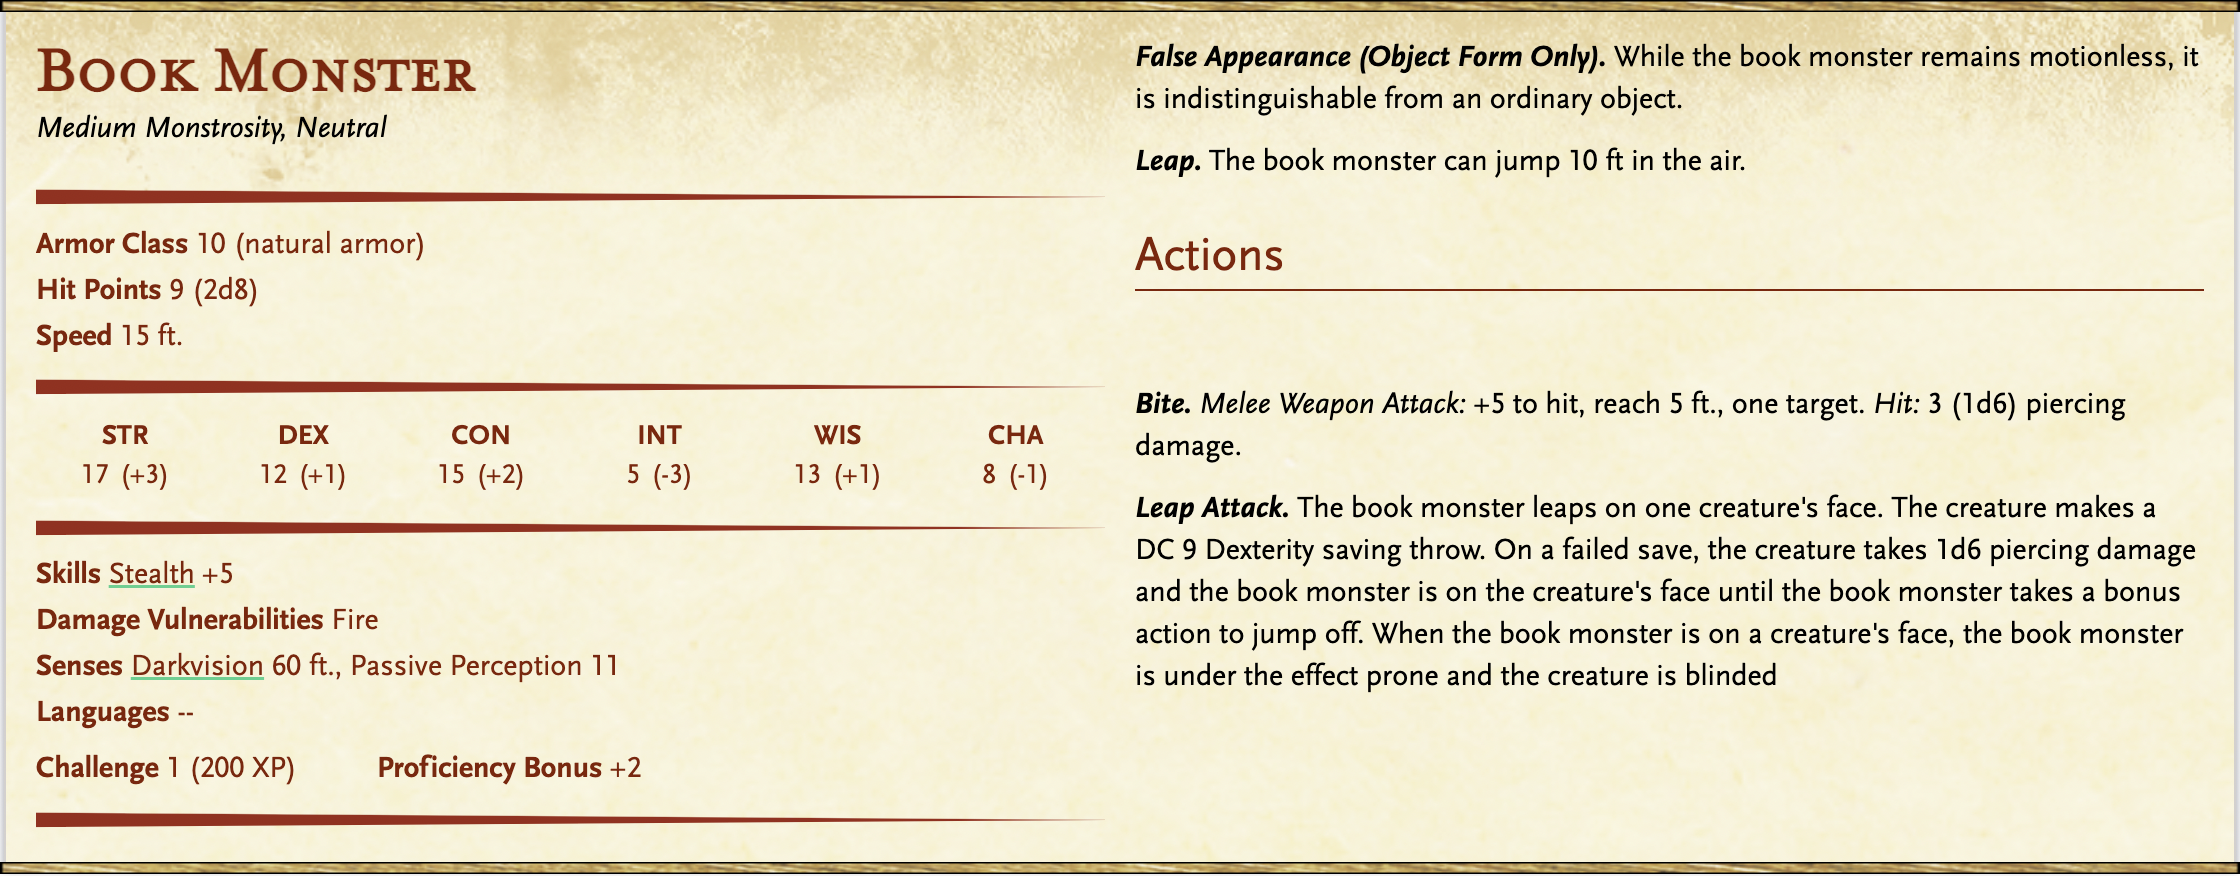 Book Monster
Medium Monstrosity, Neutral
Armor Class 10 (natural armor)
Hit Points 9 (2d8)
Speed 15 ft.
STR DEX CON INT WIS CHA
17 (+3) 12 (+1) 15 (+2) 5 (-3) 13 (+1) 8 (-1)
Skills Stealth +5
Damage Vulnerabilities Fire
Senses Darkvision 60 ft., Passive Perception 11
Languages --
Challenge 1 (200 XP) Proficiency Bonus +2
False Appearance (Object Form Only). While the book monster remains motionless, it
is indistinguishable from an ordinary object.
Leap. The book monster can jump 10 ft in the air.
Actions
Bite. Melee Weapon Attack: +5 to hit, reach 5 ft., one target. Hit: 3 (1d6) piercing
damage.
Leap Attack. The book monster leaps on one creature's face. The creature makes a
DC 9 Dexterity saving throw. On a failed save, the creature takes 1d6 piercing damage
and the book monster is on the creature's face until the book monster takes a bonus
action to jump off. When the book monster is on a creature's face, the book monster
is under the effect prone and the creature is blinded